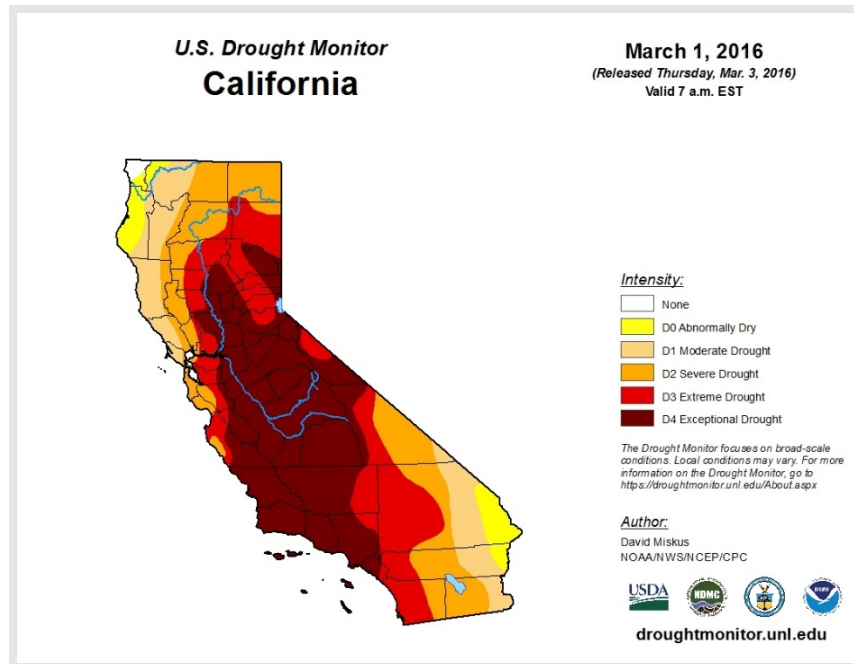 U.S. Drought Monitor
California
March 1, 2016
(Released Thursday, Mar. 3, 2016)
Valid 7 a.m. EST
Intensity:
None
D0 Abnormally Dry
D1 Moderate Drought
D2 Severe Drought
D3 Extreme Drought
D4 Exceptional Drought
The Drought Monitor focuses on broad-scale
conditions. Local conditions may vary. For more
information on the Drought Monitor, go to
https://droughtmonitor.unl.edu/About.aspx
Author:
David Miskus
NOAA/NWS/NCEP/CPC
USDA
NDMC
droughtmonitor.unl.edu